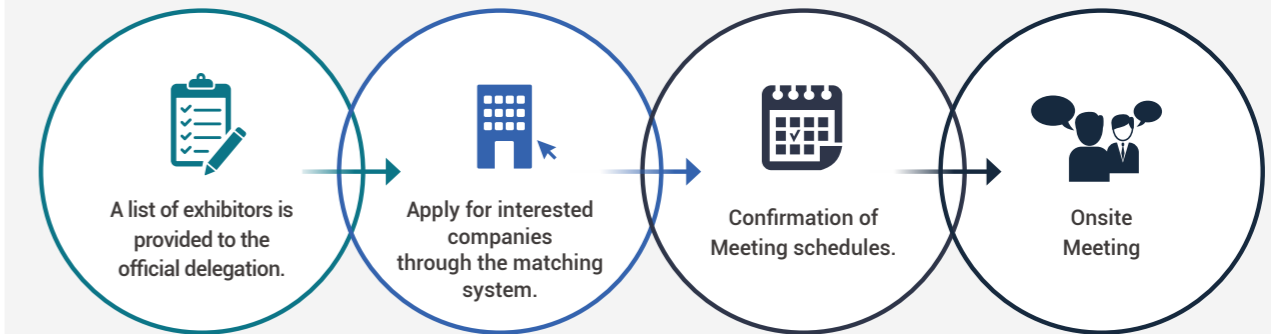 A list of exhibitors is
provided to the
official delegation.
Apply for interested
companies
through the matching
system.
Confirmation of
Meeting schedules.
Onsite
Meeting